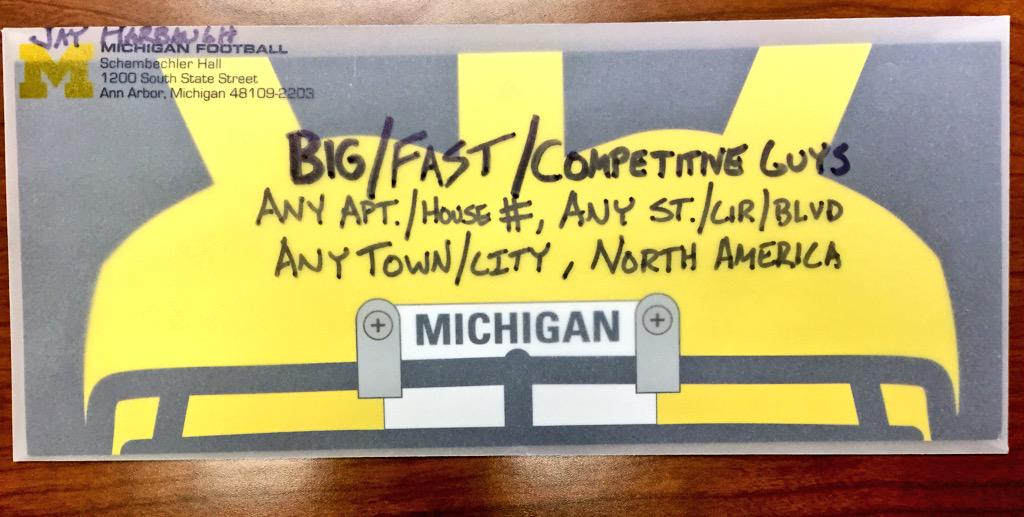 JAY HARBAUGH
M
MICHIGAN FOOTBALL
Schembechler Hall
1200 South State Street
Ann Arbor, Michigan 48109-2203
BIG/FAST/COMPETITIVE GUYS
ANY APT./HOUSE #, ANY ST./CIR/BLVD
ANY TOWN/CITY, NORTH AMERICA
MICHIGAN